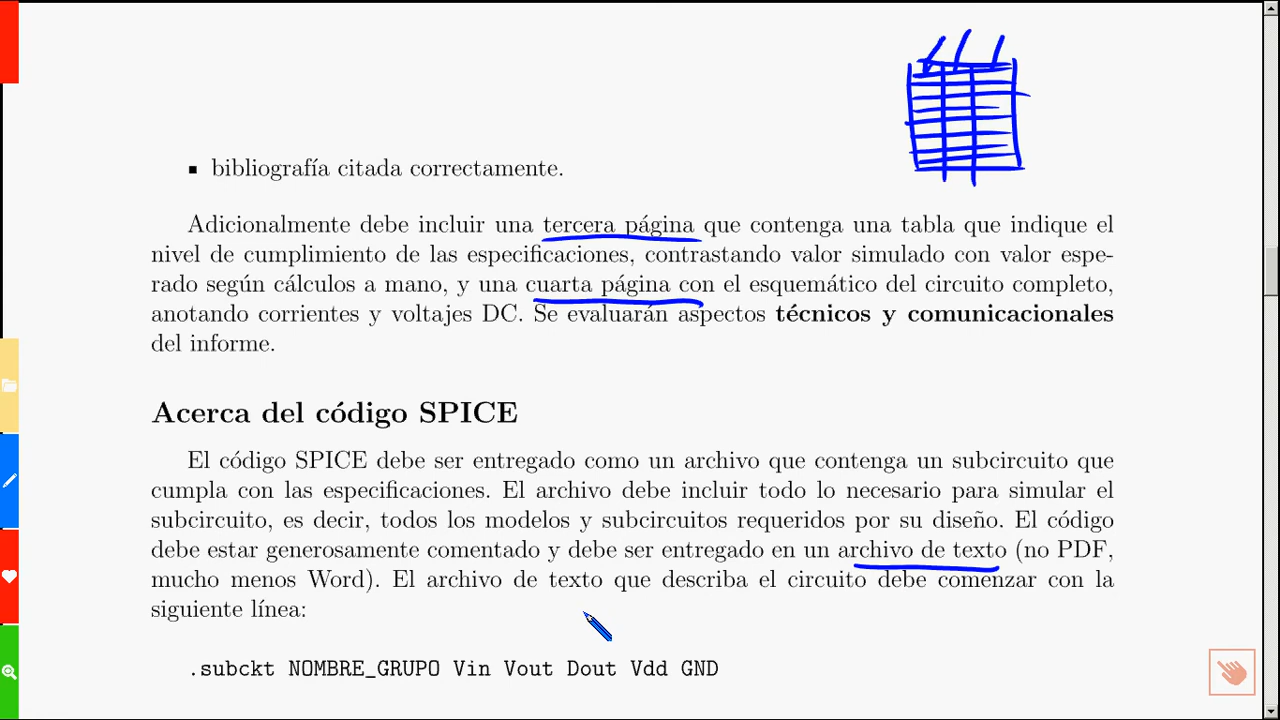 ▪ bibliografía citada correctamente.
Adicionalmente debe incluir una tercera página que contenga una tabla que indique el
nivel de cumplimiento de las especificaciones, contrastando valor simulado con valor espe-
rado según cálculos a mano, y una cuarta página con el esquemático del circuito completo,
anotando corrientes y voltajes DC. Se evaluarán aspectos técnicos y comunicacionales
del informe.
Acerca del código SPICE
El código SPICE debe ser entregado como un archivo que contenga un subcircuito que
cumpla con las especificaciones. El archivo debe incluir todo lo necesario para simular el
subcircuito, es decir, todos los modelos y subcircuitos requeridos por su diseño. El código
debe estar generosamente comentado y debe ser entregado en un archivo de texto (no PDF,
mucho menos Word). El archivo de texto que describa el circuito debe comenzar con la
siguiente línea:
.subckt NOMBRE_GRUPO Vin Vout Dout Vdd GND